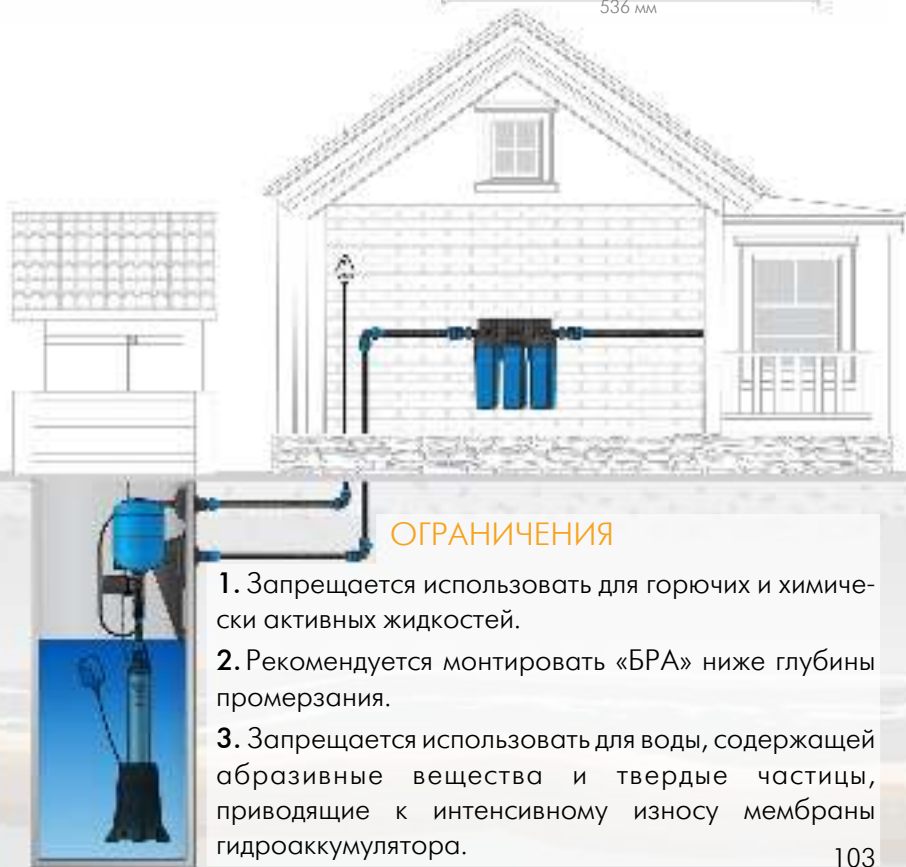 536 мм
ОГРАНИЧЕНИЯ
1. Запрещается использовать для горючих и химиче-
ски активных жидкостей.
2. Рекомендуется монтировать «БРА» ниже глубины
промерзания.
3. Запрещается использовать для воды, содержащей
абразивные вещества и твердые частицы,
приводящие к интенсивному износу мембраны
гидроаккумулятора.
103